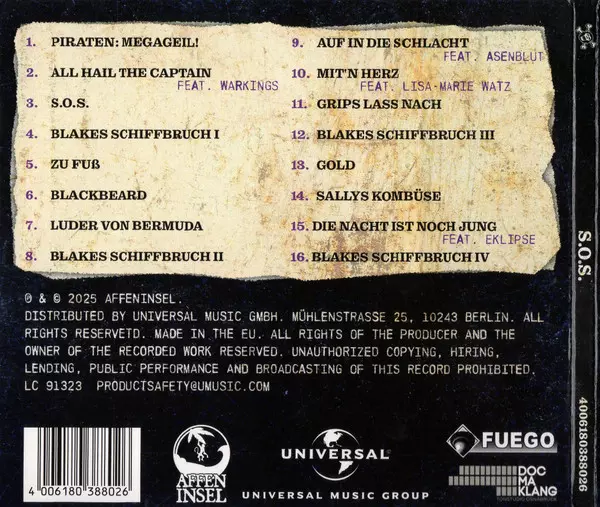 1. PIRATEN: MEGAGEIL!
2. ALL HAIL THE CAPTAIN
FEAT. WARKINGS
3. S.O.S.
4. BLAKES SCHIFFBRUCH I
5. ZU FUß
6. BLACKBEARD
7. LUDER VON BERMUDA
8. BLAKES SCHIFFBRUCH II
9. AUF IN DIE SCHLACHT
FEAT. ASENBLUT
10. MIT'N HERZ
FEAT. LISA-MARIE WATZ
11. GRIPS LASS NACH
12. BLAKES SCHIFFBRUCH III
13. GOLD
14. SALLYS KOMBÜSE
15. DIE NACHT IST NOCH JUNG
FEAT. EKLIPSE
16. BLAKES SCHIFFBRUCH IV
℗ & © 2025 AFFENINSEL.
DISTRIBUTED BY UNIVERSAL MUSIC GMBH. MÜHLENSTRASSE 25, 10243 BERLIN. ALL
RIGHTS RESERVETD. MADE IN THE EU. ALL RIGHTS OF THE PRODUCER AND THE
OWNER OF THE RECORDED WORK RESERVED. UNAUTHORIZED COPYING, HIRING,
LENDING, PUBLIC PERFORMANCE AND BROADCASTING OF THIS RECORD PROHIBITED.
LC 91323 PRODUCTSAFETY@UMUSIC.COM
4 006180 388026
AFFEN
INSEL
UNIVERSAL
UNIVERSAL MUSIC GROUP
FUEGO
DOC
MA
KLANG
S.O.S.
4006180388026